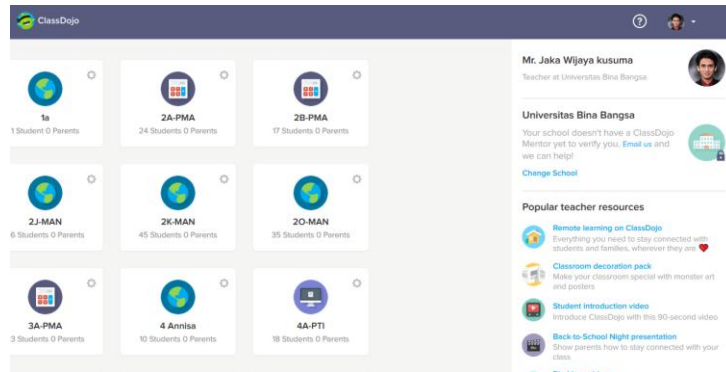 ClassDojo
1a
1 Student 0 Parents
2A-PMA
24 Students 0 Parents
2B-PMA
17 Students 0 Parents
2J-MAN
6 Students 0 Parents
2K-MAN
45 Students 0 Parents
2O-MAN
35 Students 0 Parents
3A-PMA
3 Students 0 Parents
4 Annisa
10 Students 0 Parents
4A-PTI
18 Students 0 Parents
Mr. Jaka Wijaya kusuma
Teacher at Universitas Bina Bangsa
Universitas Bina Bangsa
Your school doesn't have a ClassDojo
Mentor yet to verify you. Email us and
we can help!
Change School
Popular teacher resources
Remote learning on ClassDojo
Everything you need to stay connected with
students and families, wherever they are
Classroom decoration pack
Make your classroom special with monster art
and posters
Student introduction video
Introduce ClassDojo with this 90-second video
Back-to-School Night presentation
Show parents how to stay connected with your
class